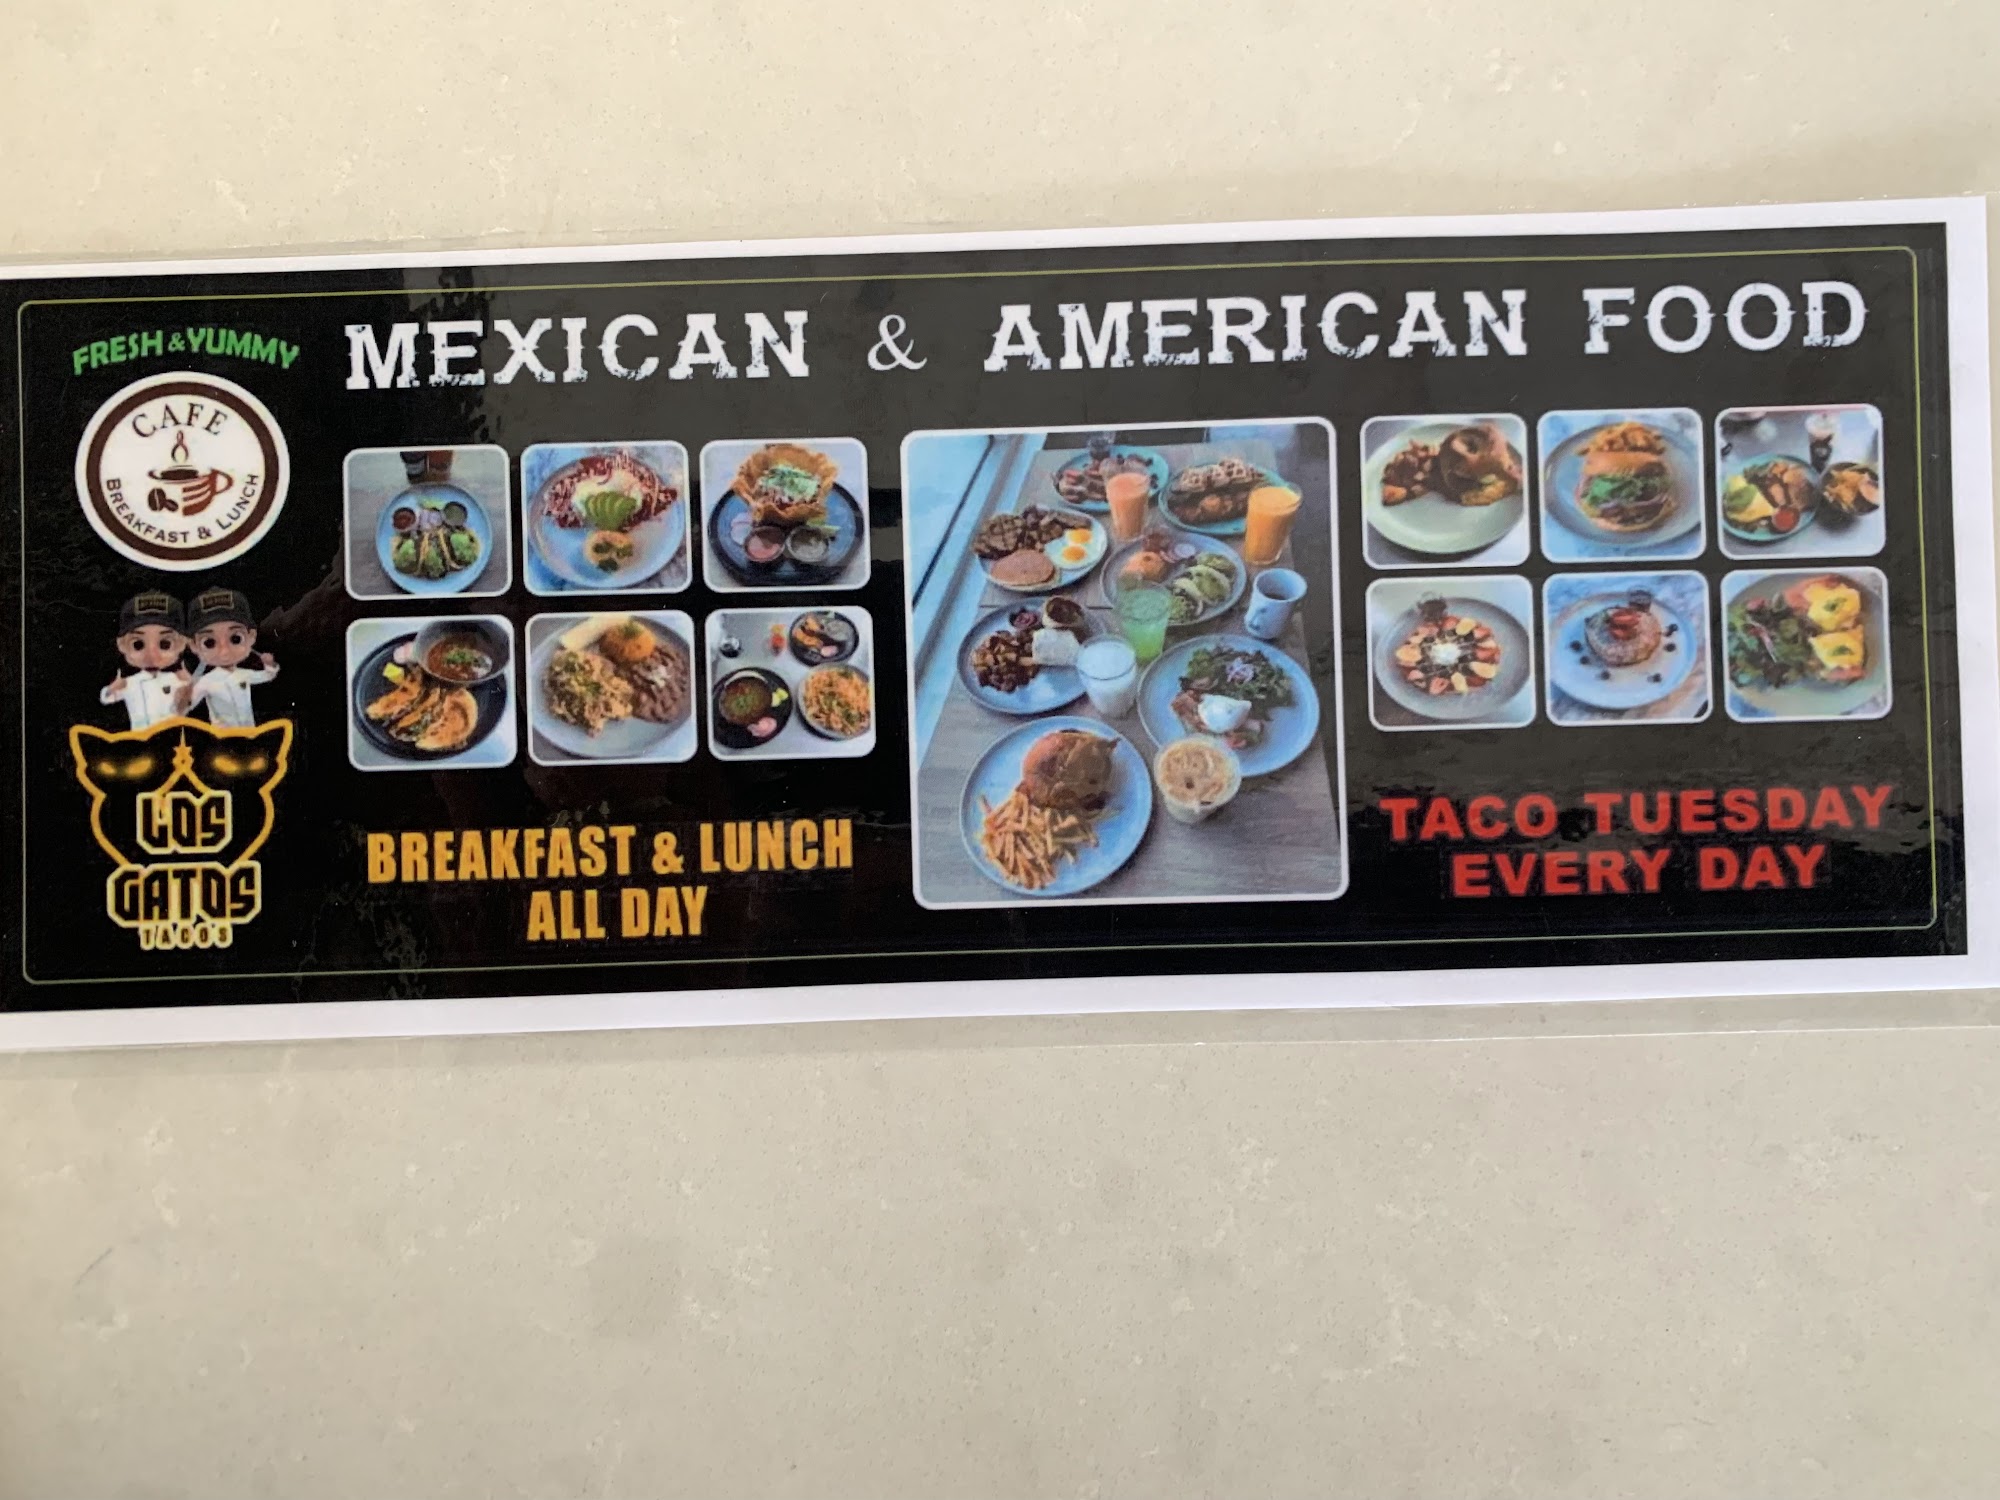 FRESH & YUMMY
CAFE
BREAKFAST & LUNCH
LOS
GATOS
TACOS
MEXICAN & AMERICAN FOOD
BREAKFAST & LUNCH
ALL DAY
TACO TUESDAY
EVERY DAY